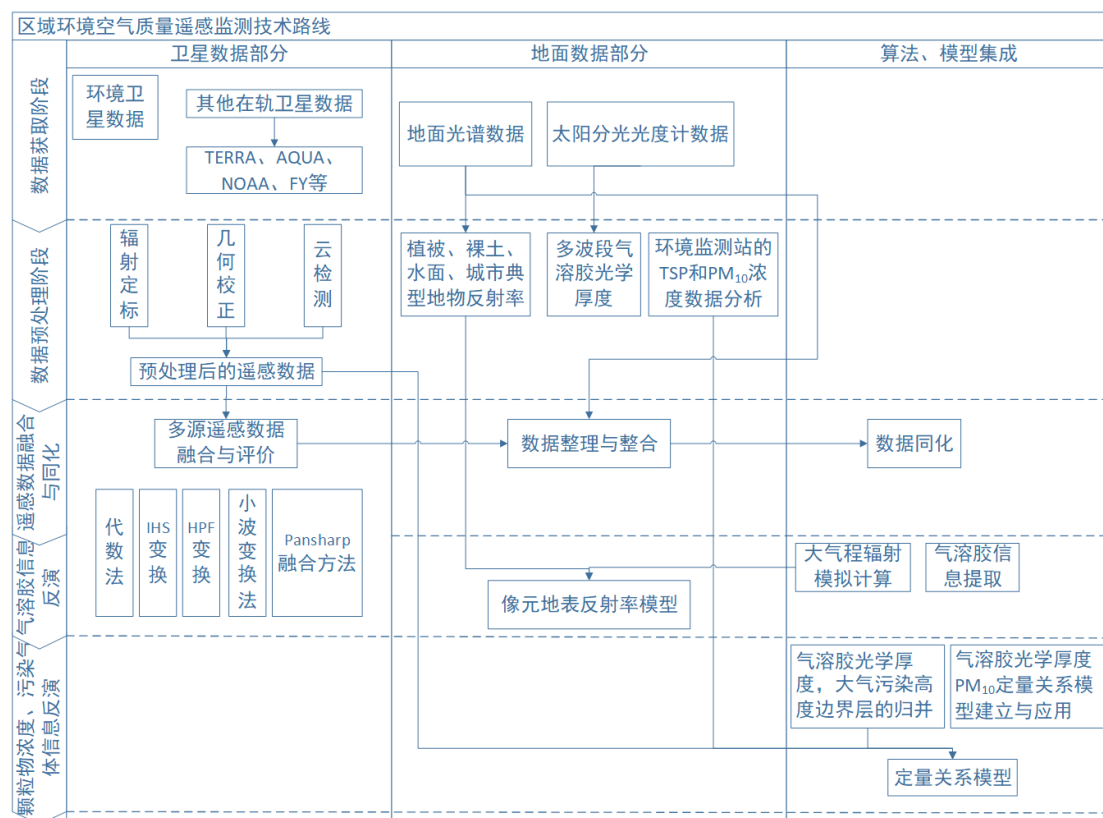 区域环境空气质量遥感监测技术路线
卫星数据部分
地面数据部分
算法、模型集成
数据获取阶段
环境卫
星数据
其他在轨卫星数据
TERRA、AQUA、
NOAA、FY等
地面光谱数据
太阳分光光度计数据
数据预处理阶段
辐射定标
几何校正
云检测
植被、裸土、
水面、城市典
型地物反射率
多波段气
溶胶光学
厚度
环境监测站的
TSP和PM₁₀浓
度数据分析
预处理后的遥感数据
遥感数据融合
与同化
多源遥感数据
融合与评价
数据整理与整合
数据同化
代数法
IHS
变换
HPF
变换
小波变换法
Pansharp
融合方法
气溶胶信息
反演
大气程辐射
模拟计算
气溶胶信
息提取
像元地表反射率模型
颗粒物浓度、污染气
体信息反演
气溶胶光学厚
度，大气污染高
度边界层的归并
气溶胶光学厚度
PM₁₀定量关系模
型建立与应用
定量关系模型